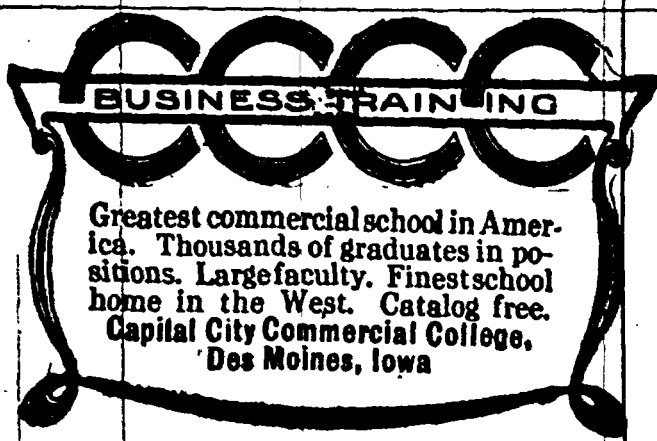 CCCC
BUSINESS TRAINING
Greatest commercial school in Amer-
ica. Thousands of graduates in po-
sitions. Large faculty. Finest school
home in the West. Catalog free.
Capital City Commercial College,
Des Moines, Iowa